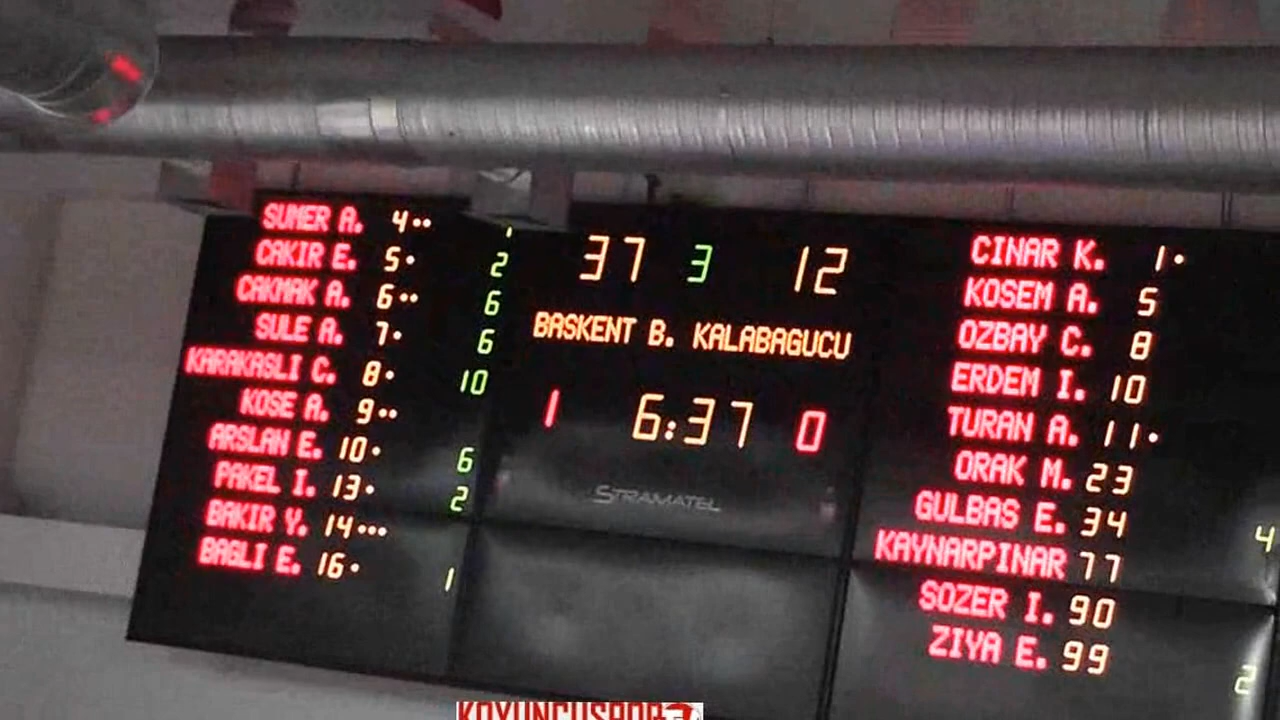 SUMER A. 4•• 
CAKIR E. 5• 2
CAKMAK A. 6•• 6
SULE A. 7• 6
KARAKASLI C. 8• 10
KOSE A. 9••
ARSLAN E. 10• 6
PAKEL I. 13• 2
BAKIR Y. 14•••
BAGLI E. 16• 1
37 3 12
BASKENT B. KALABAGUCU
1 6:37 0
STRAMATEL
CINAR K. 1•
KOSEM A. 5
OZBAY C. 8
ERDEM I. 10
TURAN A. 11•
ORAK M. 23
GULBAS E. 34 4
KAYNARPINAR 77
SOZER I. 90
ZIYA E. 99 2
KOYUNCUSPOR